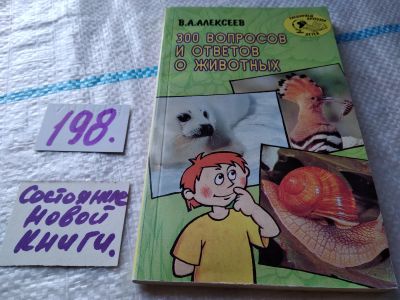 В.А.АЛЕКСЕЕВ
300 ВОПРОСОВ
И ОТВЕТОВ
О ЖИВОТНЫХ
198.
Состояние
новой
книги.